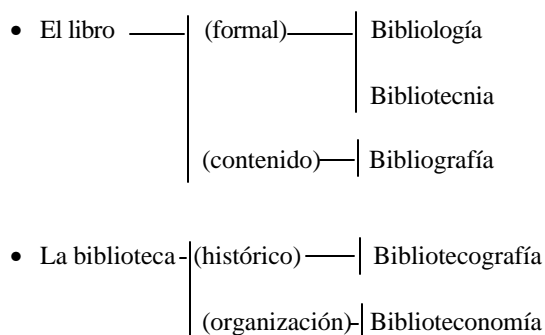 • El libro (formal) Bibliología
Bibliotecnia
(contenido) Bibliografía
• La biblioteca (histórico) Bibliotecografía
(organización) Biblioteconomía